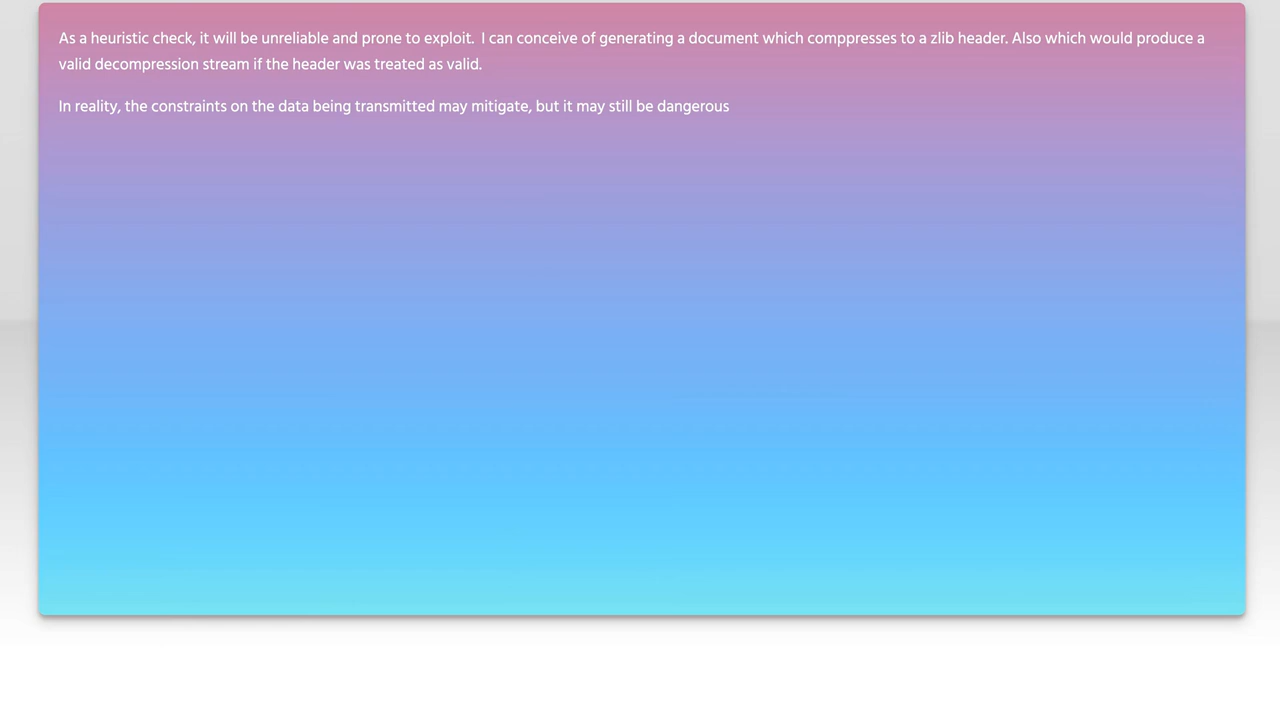 As a heuristic check, it will be unreliable and prone to exploit.  I can conceive of generating a document which comppresses to a zlib header. Also which would produce a
valid decompression stream if the header was treated as valid.
In reality, the constraints on the data being transmitted may mitigate, but it may still be dangerous